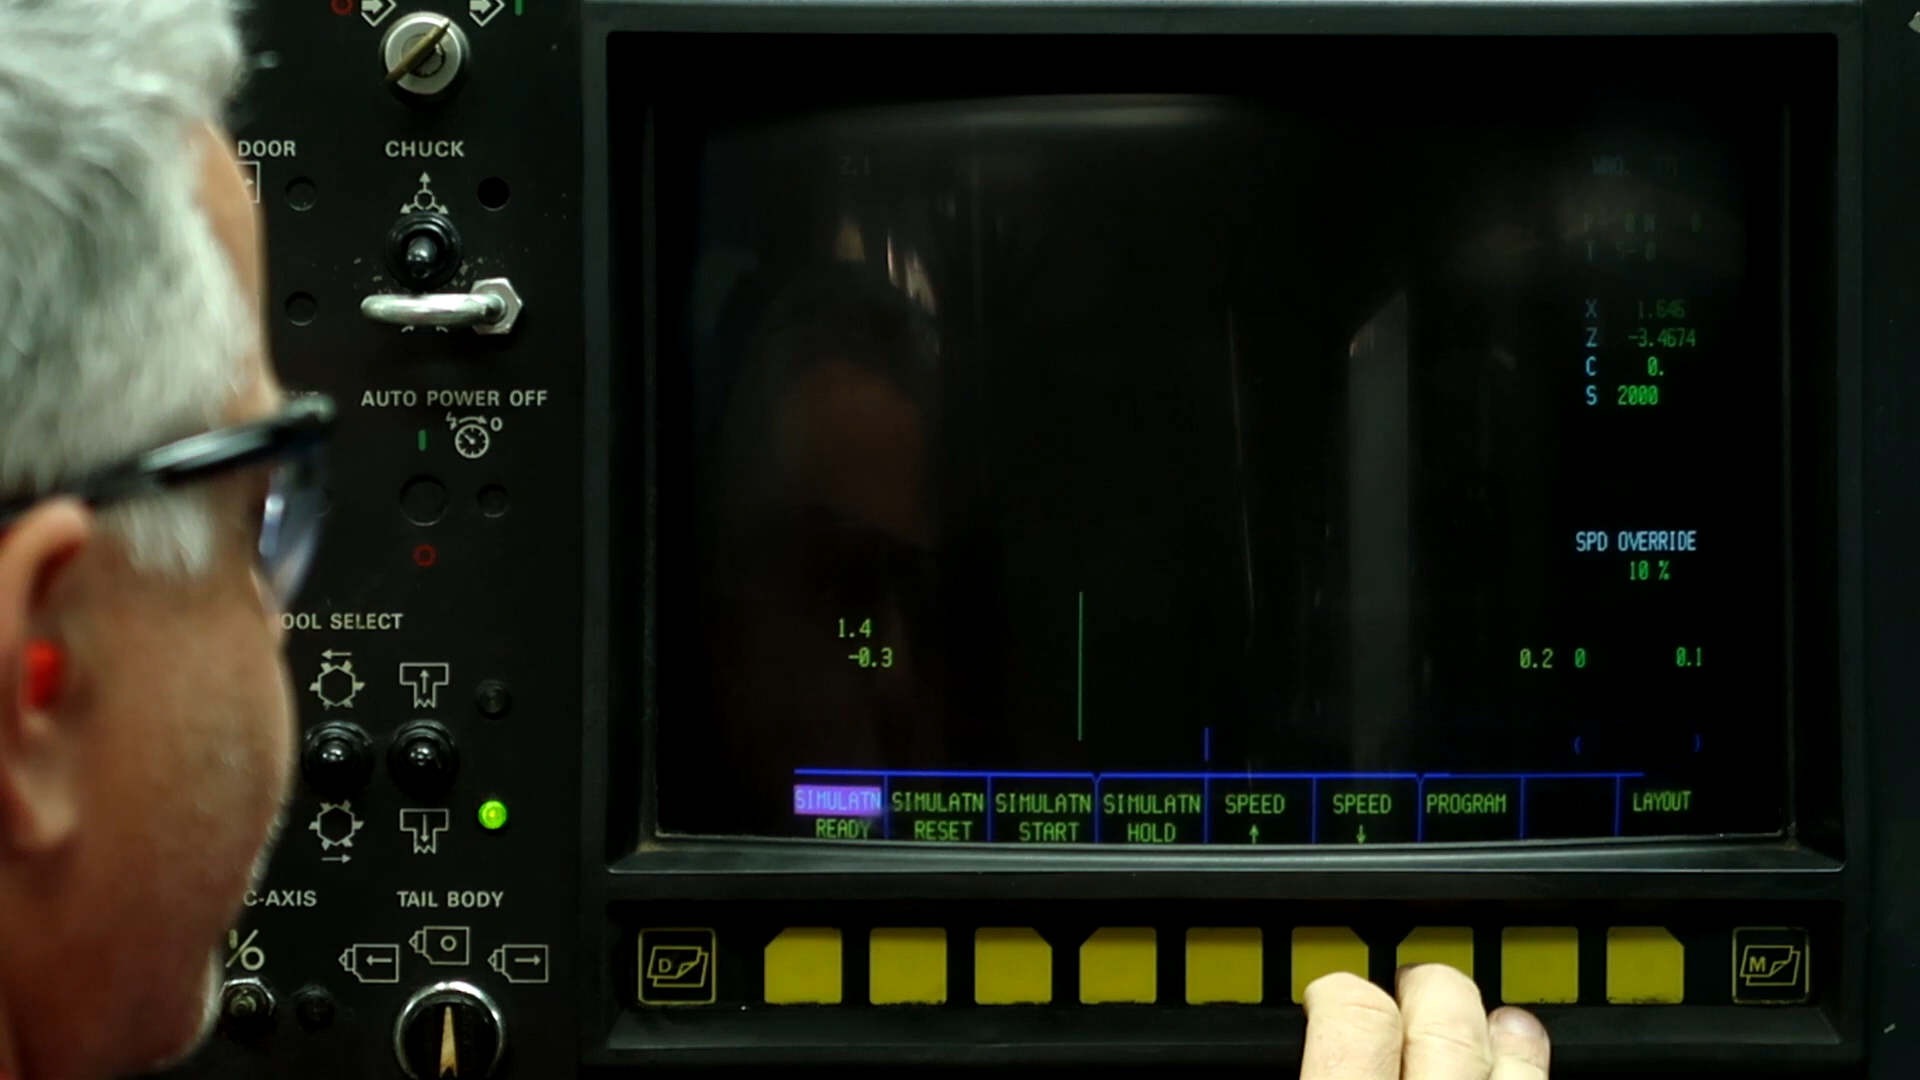 DOOR
CHUCK
AUTO POWER OFF
OOL SELECT
C-AXIS
TAIL BODY
X 1.646
Z -3.4674
C 0.
S 2000
SPD OVERRIDE
10 %
1.4
-0.3
0.2 0 0.1
( )
SIMULATN READY
SIMULATN RESET
SIMULATN START
SIMULATN HOLD
SPEED ↑
SPEED ↓
PROGRAM
LAYOUT
D
M